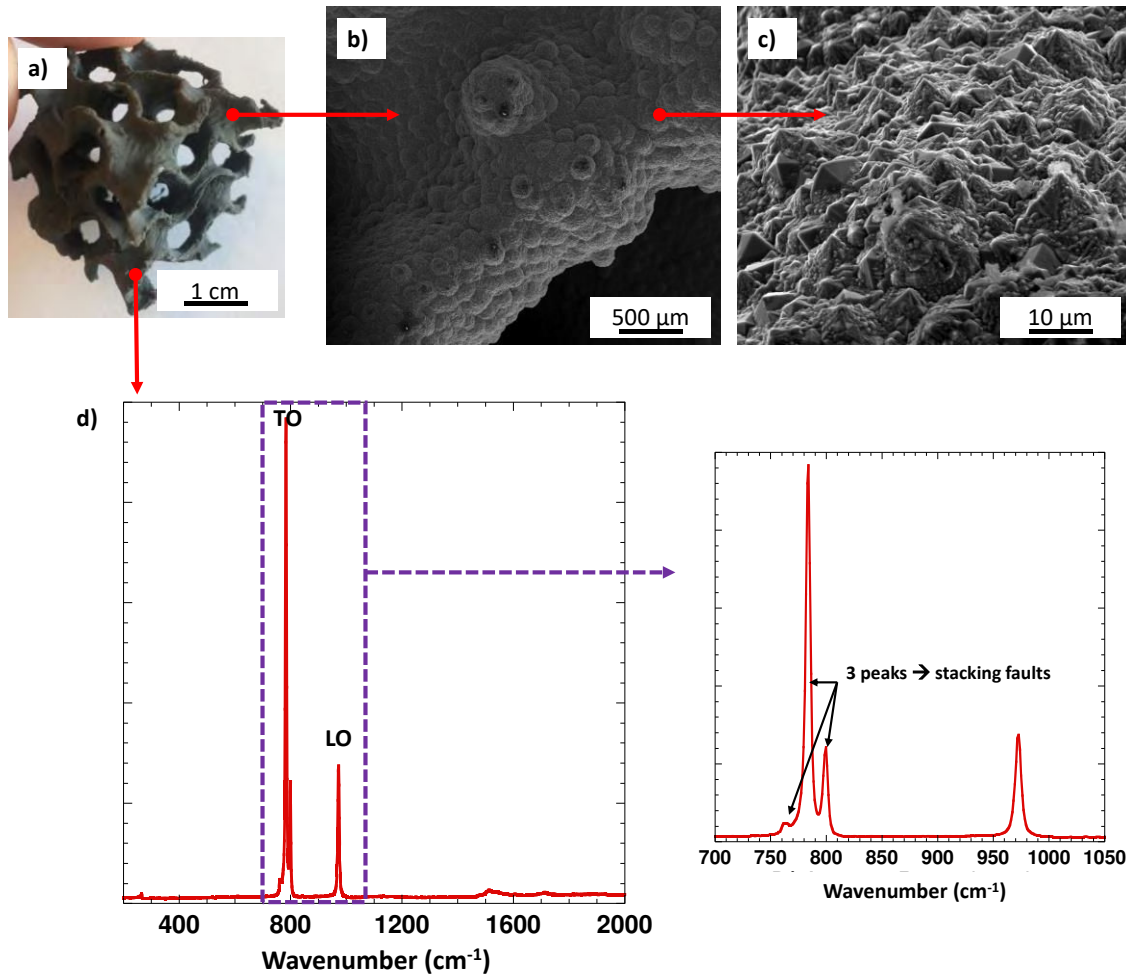 a)
1 cm
b)
500 µm
c)
10 µm
d)
TO
LO
400
800
1200
1600
2000
Wavenumber (cm-1)
3 peaks → stacking faults
700
750
800
850
900
950
1000
1050
Wavenumber (cm-1)